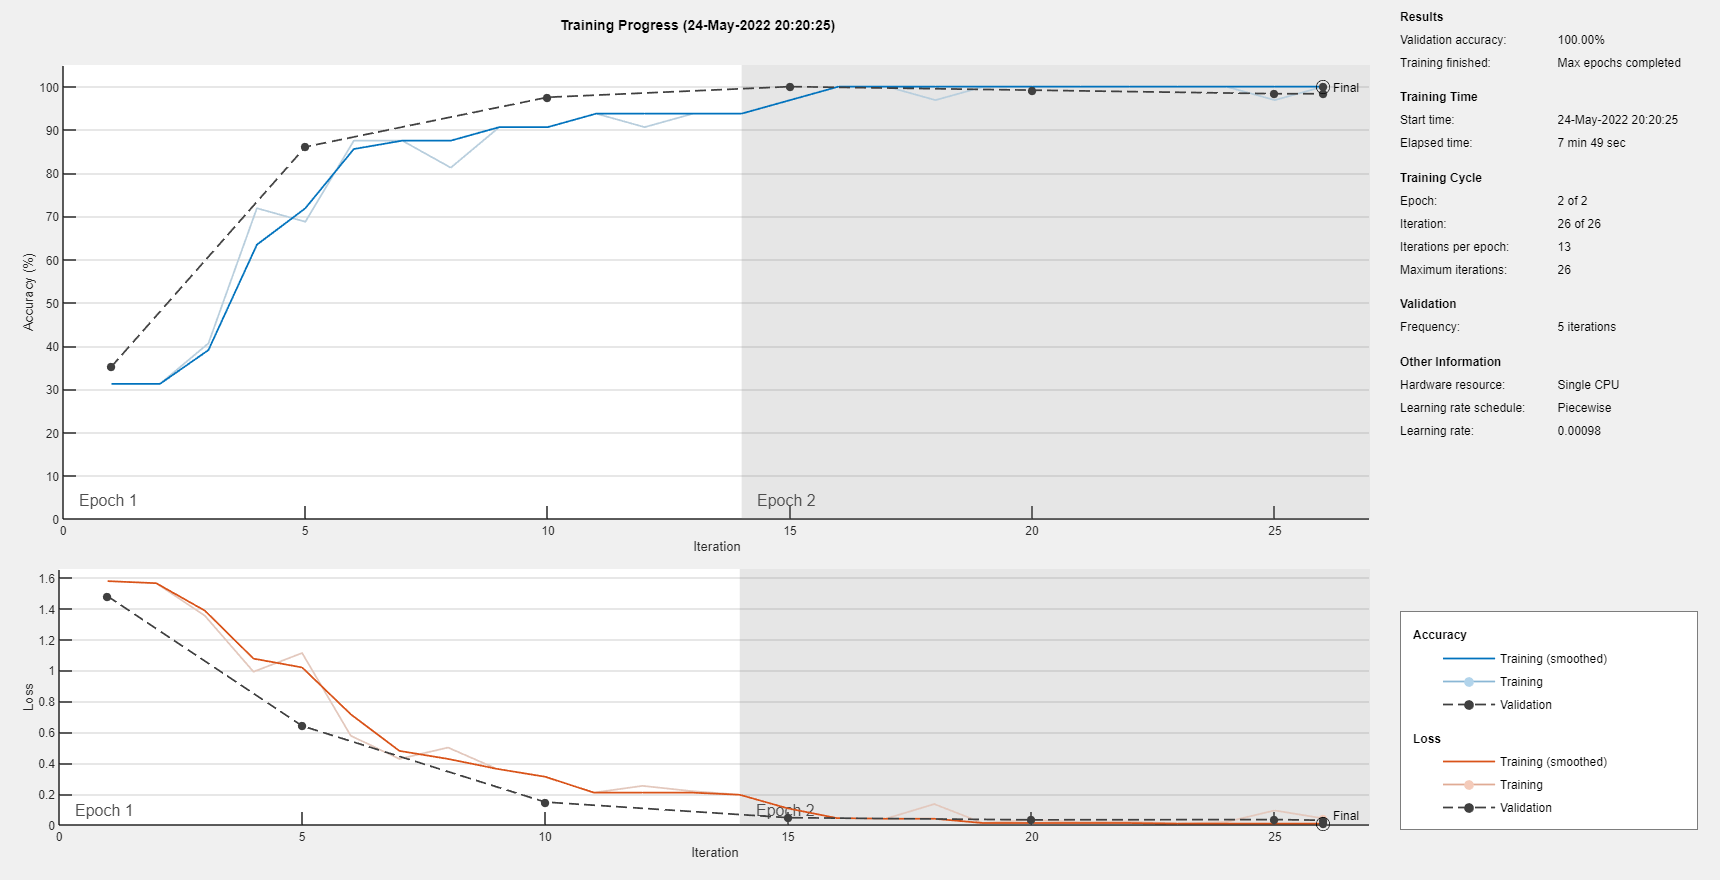 Training Progress (24-May-2022 20:20:25)
100
90
80
70
60
50
40
30
20
10
0
Accuracy (%)
Final
Epoch 1
Epoch 2
0
5
10
15
20
25
Iteration
1.6
1.4
1.2
1
0.8
0.6
0.4
0.2
0
Loss
Epoch 1
Epoch 2
Final
0
5
10
15
20
25
Iteration
Results
Validation accuracy: 100.00%
Training finished: Max epochs completed
Training Time
Start time: 24-May-2022 20:20:25
Elapsed time: 7 min 49 sec
Training Cycle
Epoch: 2 of 2
Iteration: 26 of 26
Iterations per epoch: 13
Maximum iterations: 26
Validation
Frequency: 5 iterations
Other Information
Hardware resource: Single CPU
Learning rate schedule: Piecewise
Learning rate: 0.00098
Accuracy
Training (smoothed)
Training
Validation
Loss
Training (smoothed)
Training
Validation